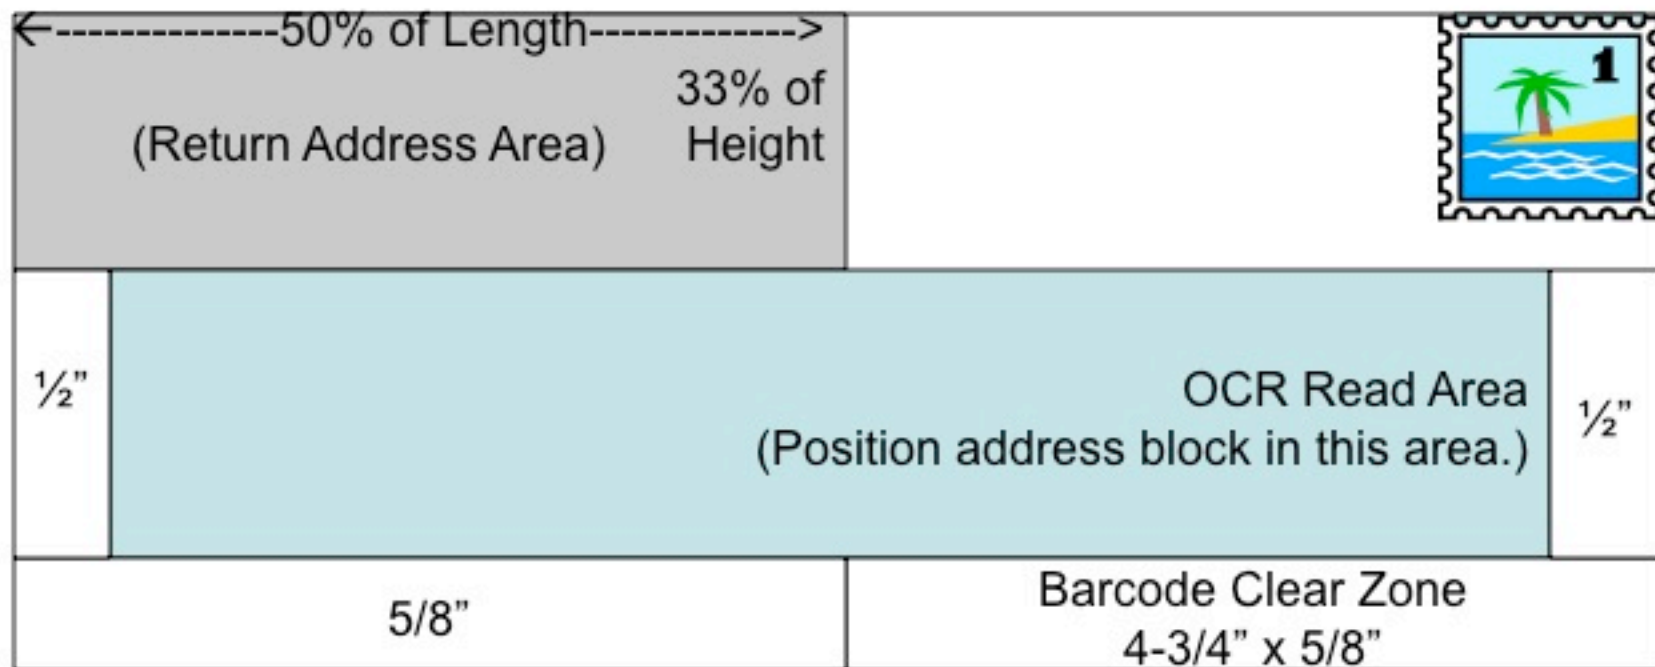 ←--------------50% of Length------------->
33% of
(Return Address Area) Height
1
½”
OCR Read Area
(Position address block in this area.)
½”
5/8”
Barcode Clear Zone
4-3/4” x 5/8”